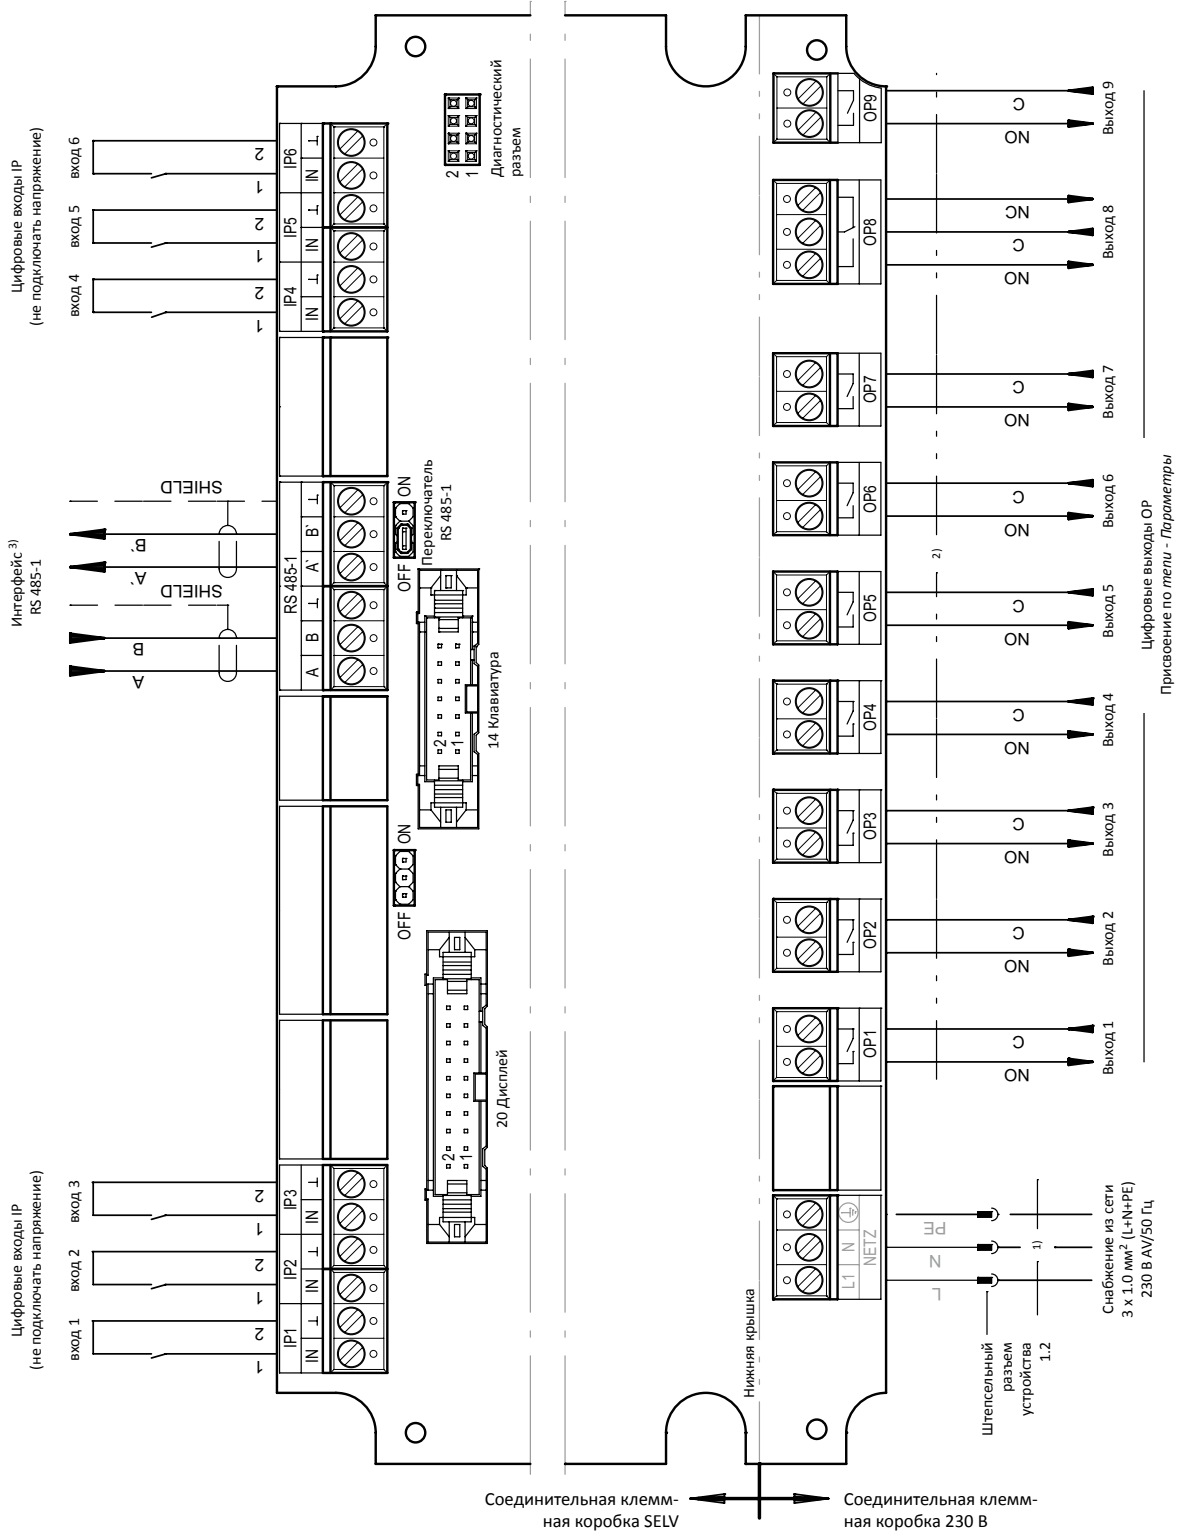 Цифровые входы IP
(не подключать напряжение)
вход 1
вход 2
вход 3
1
2
1
2
1
2
IP1
IP2
IP3
IN
⊥
IN
⊥
IN
⊥
Интерфейс 3)
RS 485-1
A
B
SHIELD
A`
B`
SHIELD
RS 485-1
A
B
⊥
A`
B`
⊥
Цифровые входы IP
(не подключать напряжение)
вход 4
вход 5
вход 6
1
2
1
2
1
2
IP4
IP5
IP6
IN
⊥
IN
⊥
IN
⊥
OFF
ON
OFF
ON
Переключатель
RS 485-1
2
1
20 Дисплей
2
1
14 Клавиатура
2
1
Диагностический
разъем
Нижняя крышка
L1
N
NETZ
OP1
OP2
OP3
OP4
OP5
OP6
OP7
OP8
OP9
L
N
PE
1)
2)
NO
C
NO
C
NO
C
NO
C
NO
C
NO
C
NO
C
NO
C
NC
NO
C
Штепсельный
разъем
устройства
1.2
Снабжение из сети
3 x 1.0 мм² (L+N+PE)
230 В AV/50 Гц
Выход 1
Выход 2
Выход 3
Выход 4
Выход 5
Выход 6
Выход 7
Выход 8
Выход 9
Цифровые выходы OP
Присвоение по menu - Параметры
Соединительная клемм-
ная коробка SELV
Соединительная клемм-
ная коробка 230 В